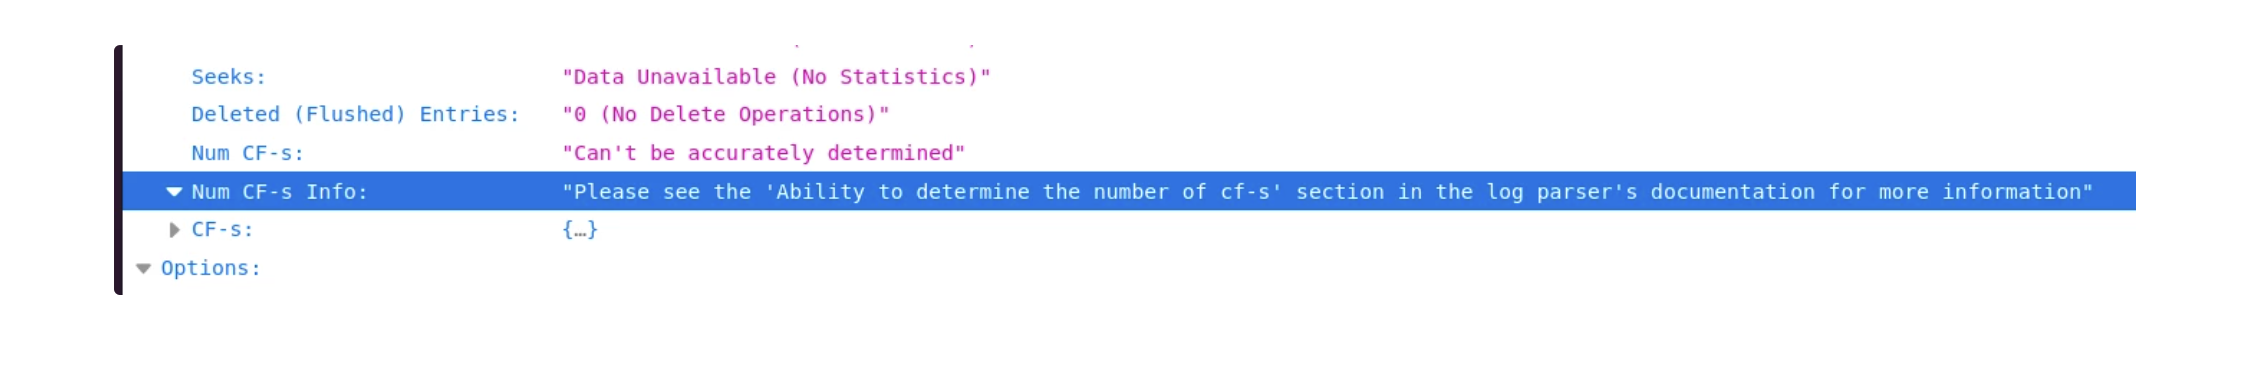 Seeks: "Data Unavailable (No Statistics)"
Deleted (Flushed) Entries: "0 (No Delete Operations)"
Num CF-s: "Can't be accurately determined"
Num CF-s Info: "Please see the 'Ability to determine the number of cf-s' section in the log parser's documentation for more information"
CF-s: {…}
Options: